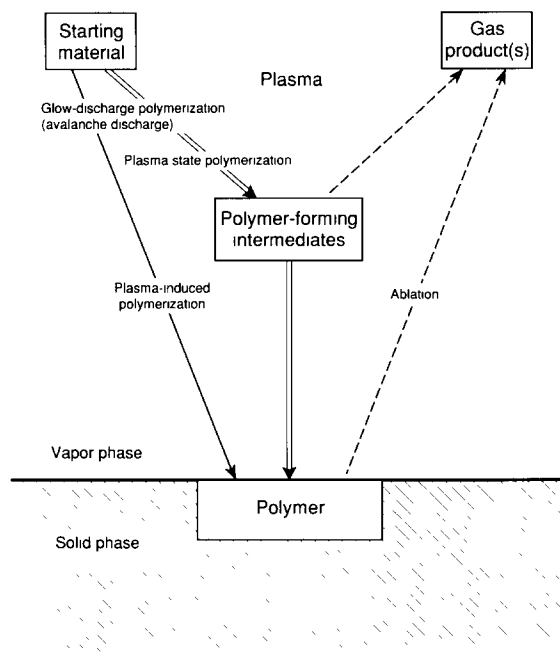 Starting
material
Gas
product(s)
Plasma
Glow-discharge polymerization
(avalanche discharge)
Plasma state polymerization
Polymer-forming
intermediates
Plasma-induced
polymerization
Ablation
Vapor phase
Polymer
Solid phase